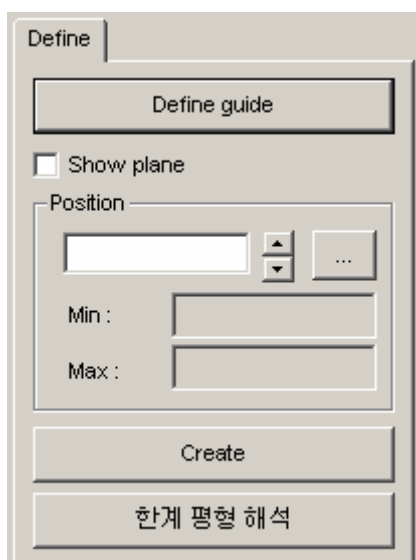 Define
Define guide
Show plane
Position
...
Min :
Max :
Create
한계 평형 해석